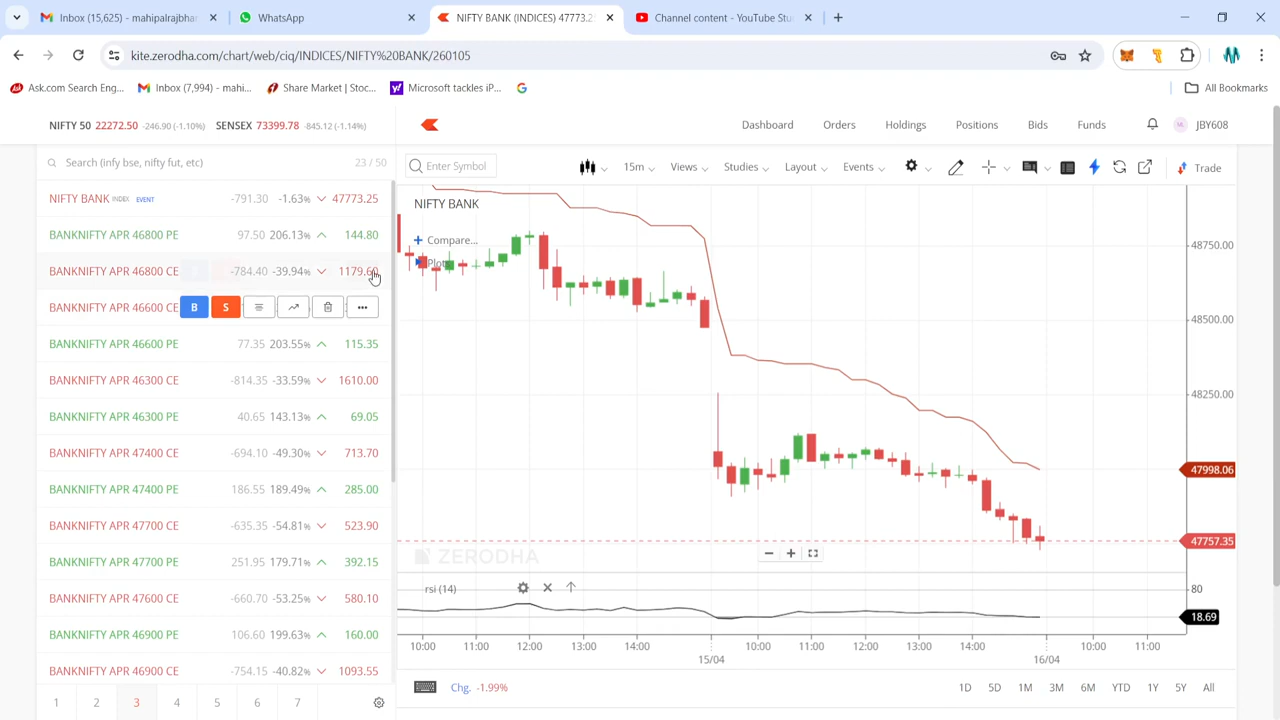 Inbox (15,625) - mahipalrajbhar
WhatsApp
NIFTY BANK (INDICES) 47773.2
Channel content - YouTube Stu
kite.zerodha.com/chart/web/ciq/INDICES/NIFTY%20BANK/260105
Ask.com Search Eng...
Inbox (7,994) - mahi...
Share Market | Stoc...
Microsoft tackles iP...
All Bookmarks
NIFTY 50 22272.50 -246.90 (-1.10%) SENSEX 73399.78 -845.12 (-1.14%)
Dashboard Orders Holdings Positions Bids Funds JBY608
Search (infy bse, nifty fut, etc) 23 / 50
Enter Symbol 15m Views Studies Layout Events Trade
NIFTY BANK INDEX EVENT -791.30 -1.63% 47773.25
BANKNIFTY APR 46800 PE 97.50 206.13% 144.80
BANKNIFTY APR 46800 CE -784.40 -39.94% 1179.60
BANKNIFTY APR 46600 CE B S
BANKNIFTY APR 46600 PE 77.35 203.55% 115.35
BANKNIFTY APR 46300 CE -814.35 -33.59% 1610.00
BANKNIFTY APR 46300 PE 40.65 143.13% 69.05
BANKNIFTY APR 47400 CE -694.10 -49.30% 713.70
BANKNIFTY APR 47400 PE 186.55 189.49% 285.00
BANKNIFTY APR 47700 CE -635.35 -54.81% 523.90
BANKNIFTY APR 47700 PE 251.95 179.71% 392.15
BANKNIFTY APR 47600 CE -660.70 -53.25% 580.10
BANKNIFTY APR 46900 PE 106.60 199.63% 160.00
BANKNIFTY APR 46900 CE -754.15 -40.82% 1093.55
1 2 3 4 5 6 7
NIFTY BANK
Compare...
Plots
48750.00
48500.00
48250.00
47998.06
47757.35
ZERODHA
rsi (14)
80
18.69
10:00 11:00 12:00 13:00 14:00 10:00 11:00 12:00 13:00 14:00 10:00 11:00
15/04 16/04
Chg. -1.99%
1D 5D 1M 3M 6M YTD 1Y 5Y All